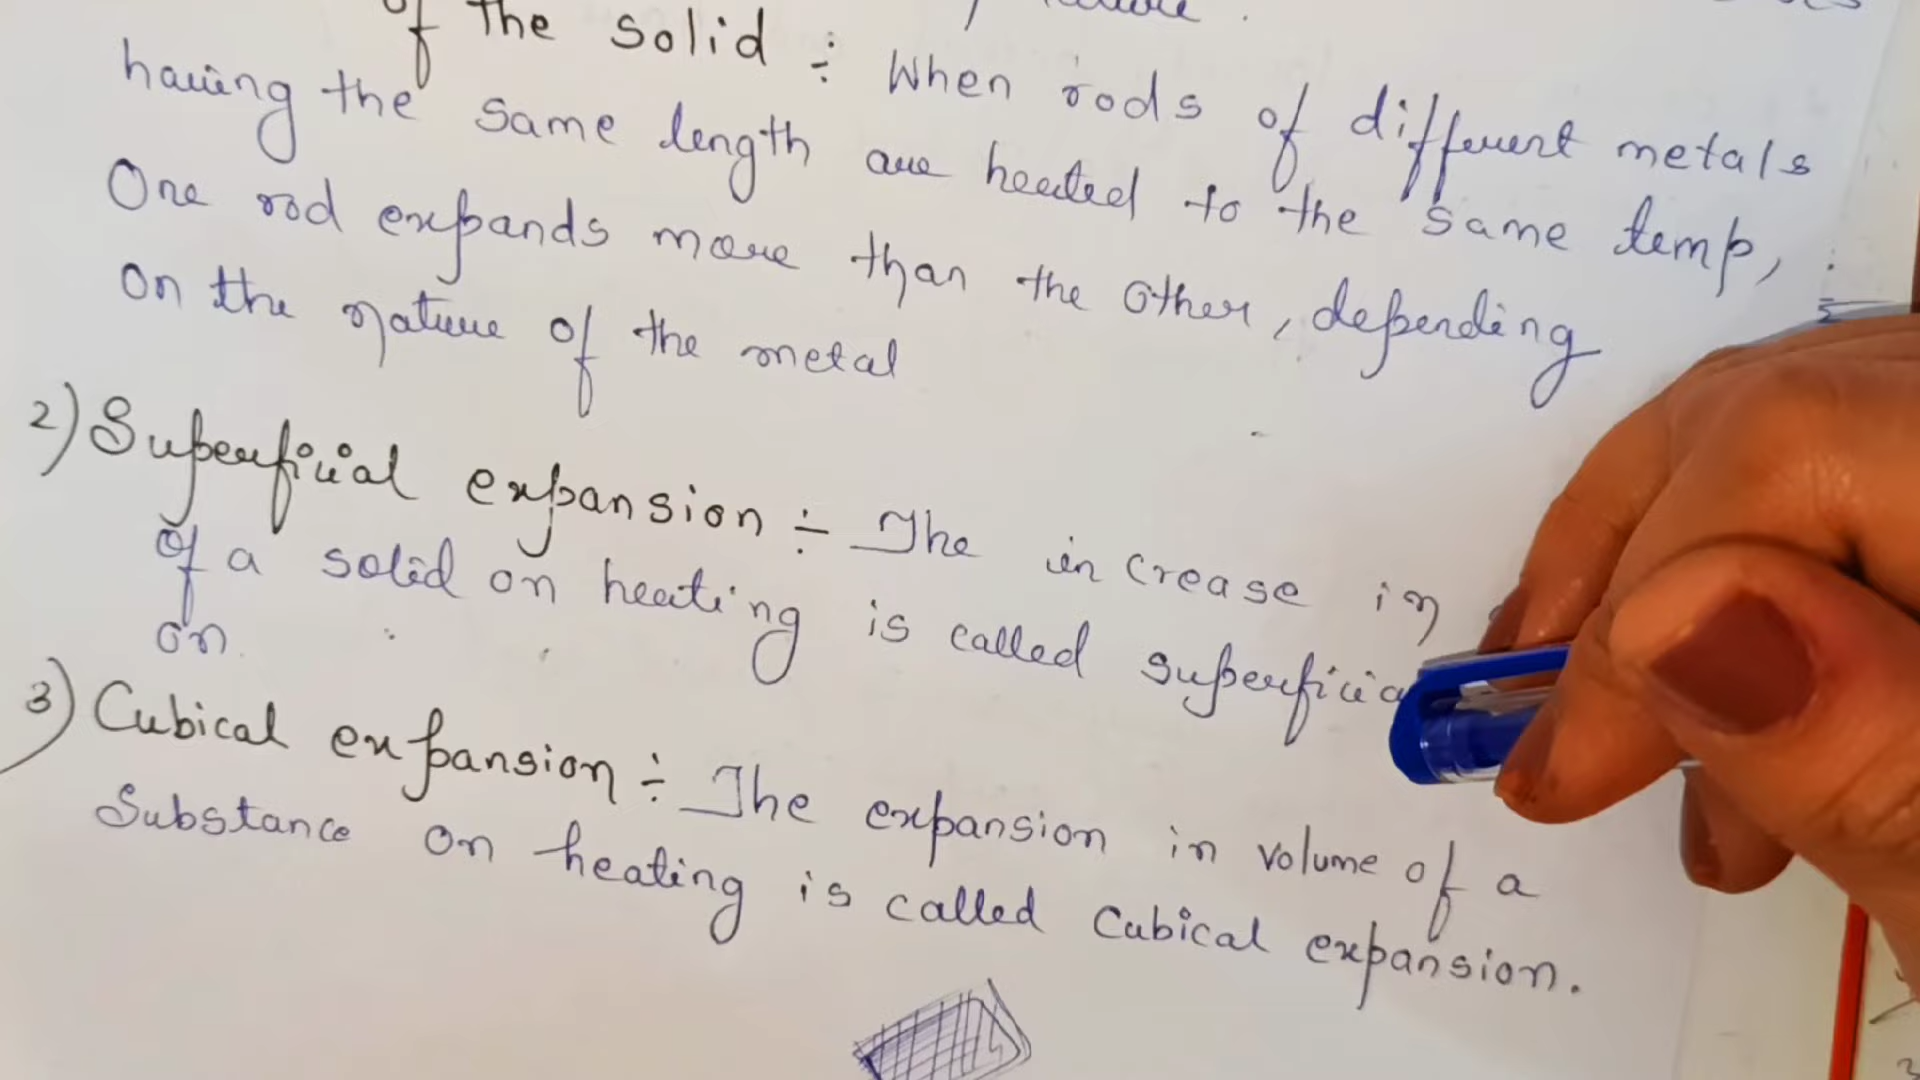 of the solid ÷ When rods of different metals
having the same length are heated to the same temp,
One rod expands more than the other, depending
on the nature of the metal
2) Superficial expansion ÷ The increase in
of a solid on heating is called superficia
on
3) Cubical expansion ÷ The expansion in volume of a
Substance on heating is called Cubical expansion.